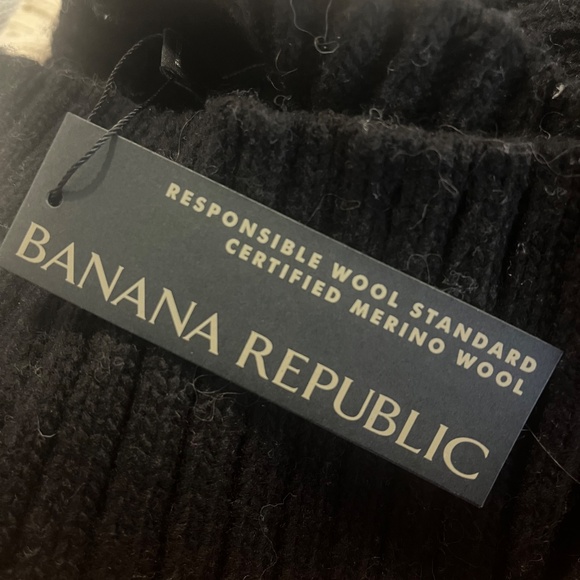 RESPONSIBLE WOOL STANDARD
CERTIFIED MERINO WOOL
BANANA REPUBLIC